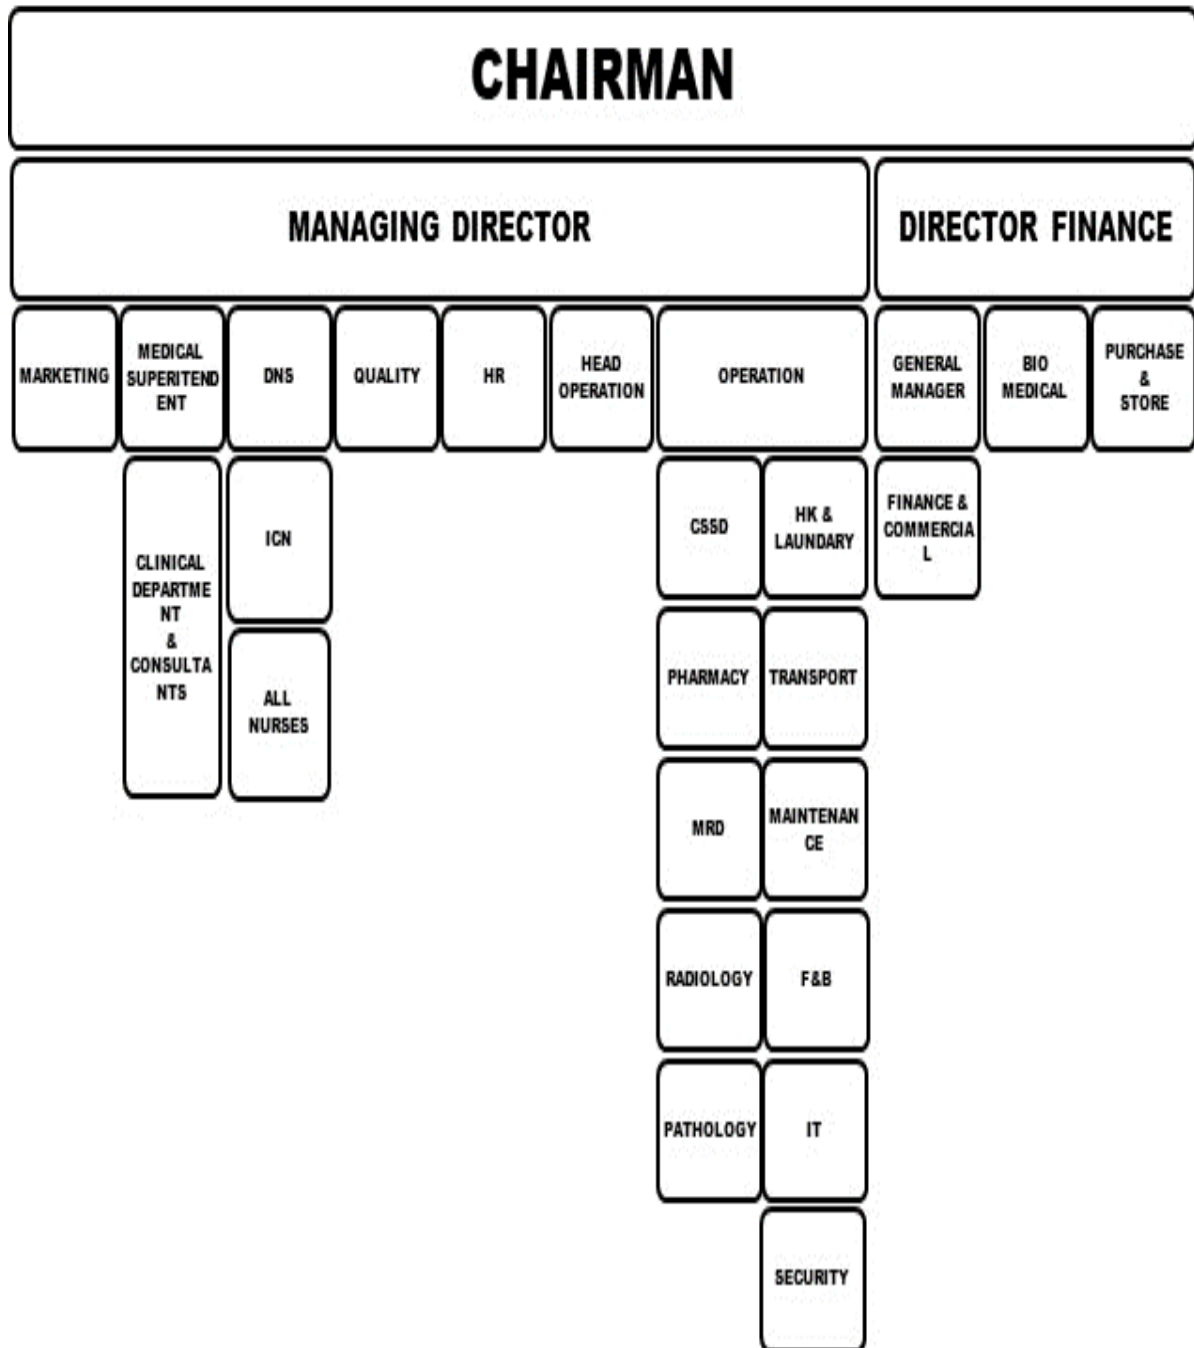 CHAIRMAN
MANAGING DIRECTOR
DIRECTOR FINANCE
MARKETING
MEDICAL
SUPERITEND
ENT
DNS
QUALITY
HR
HEAD
OPERATION
OPERATION
GENERAL
MANAGER
BIO
MEDICAL
PURCHASE
&
STORE
CLINICAL
DEPARTME
NT
&
CONSULTA
NTS
ICN
ALL
NURSES
CSSD
HK &
LAUNDARY
FINANCE &
COMMERCIA
L
PHARMACY
TRANSPORT
MRD
MAINTENAN
CE
RADIOLOGY
F&B
PATHOLOGY
IT
SECURITY